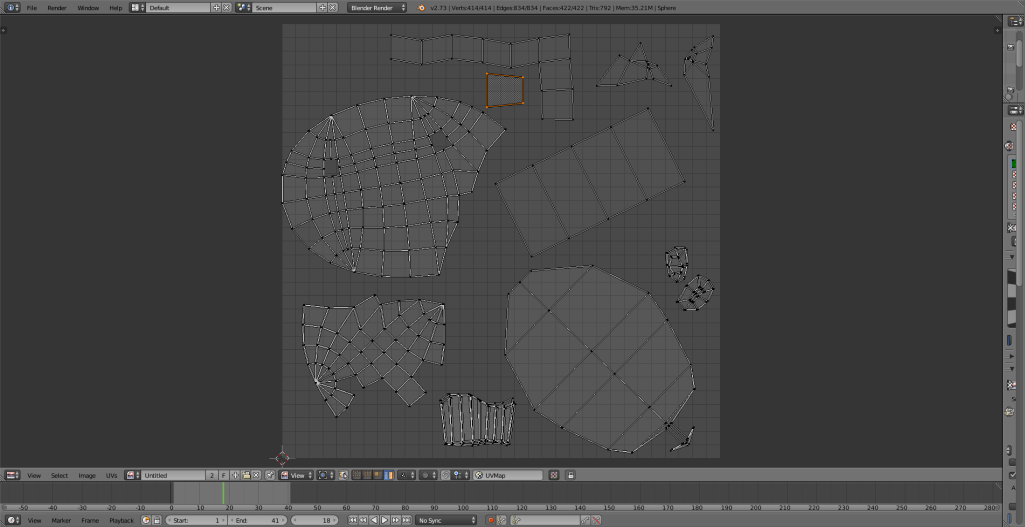 File Render Window Help Default Scene Blender Render v2.73 | Verts:414/414 | Edges:834/834 | Faces:422/422 | Tris:792 | Mem:35.21M | Sphere
View Select Image UVs Untitled 2 F View UVMap
-50 -40 -30 -20 -10 0 10 20 30 40 50 60 70 80 90 100 110 120 130 140 150 160 170 180 190 200 210 220 230 240 250 260 270 280
View Marker Frame Playback Start: 1 End: 41 18 No Sync